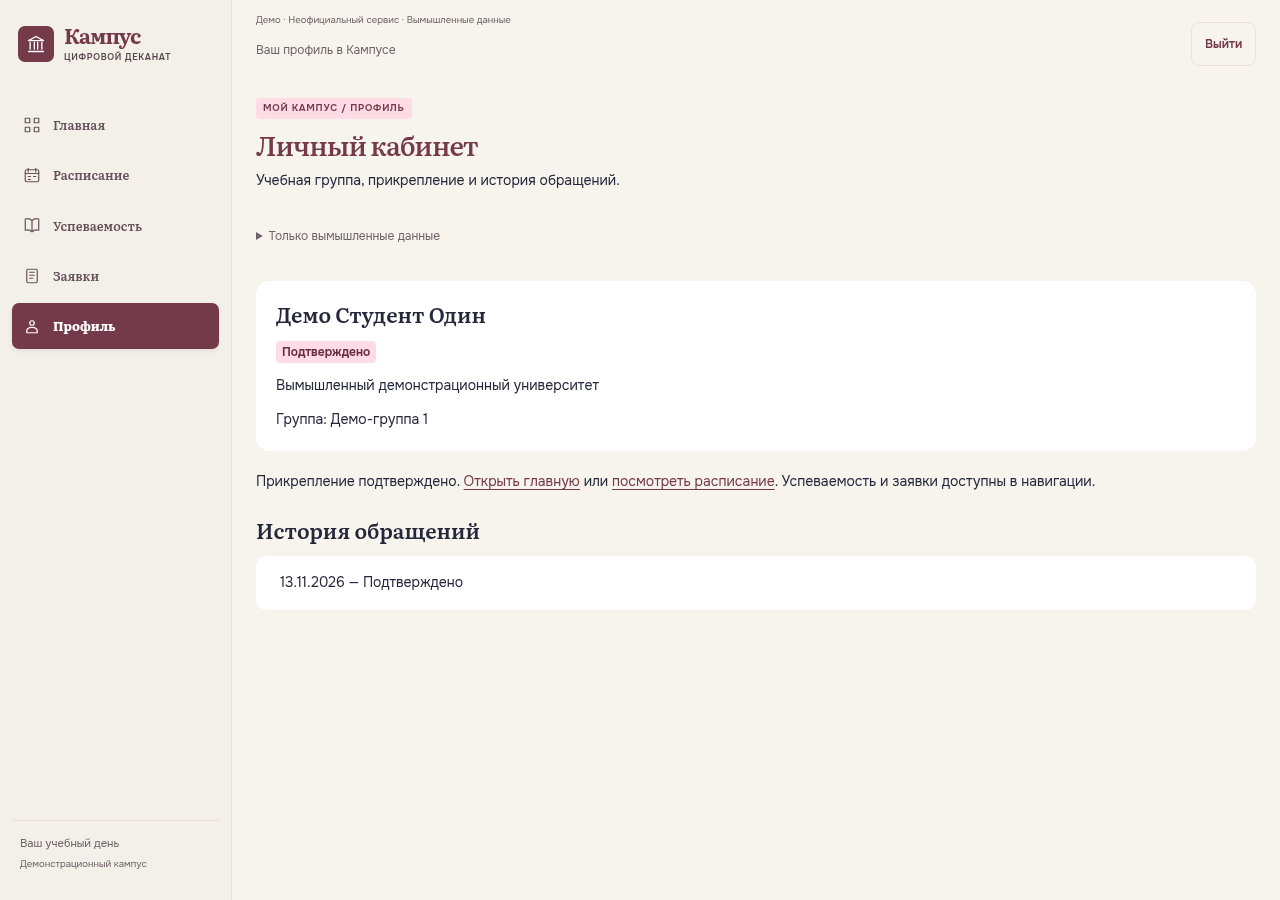 Кампус
ЦИФРОВОЙ ДЕКАНАТ
Главная
Расписание
Успеваемость
Заявки
Профиль
Ваш учебный день
Демонстрационный кампус
Демо · Неофициальный сервис · Вымышленные данные
Ваш профиль в Кампусе
Выйти
МОЙ КАМПУС / ПРОФИЛЬ
Личный кабинет
Учебная группа, прикрепление и история обращений.
Только вымышленные данные
Демо Студент Один
Подтверждено
Вымышленный демонстрационный университет
Группа: Демо-группа 1
Прикрепление подтверждено. Открыть главную или посмотреть расписание. Успеваемость и заявки доступны в навигации.
История обращений
13.11.2026 — Подтверждено